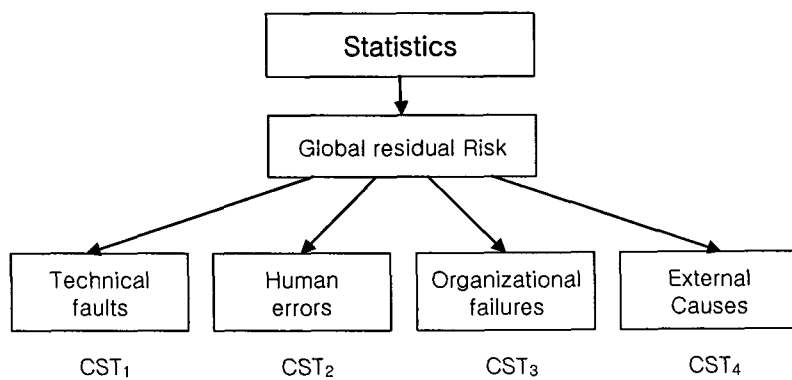 Statistics
Global residual Risk
Technical
faults
Human
errors
Organizational
failures
External
Causes
CST₁
CST₂
CST₃
CST₄